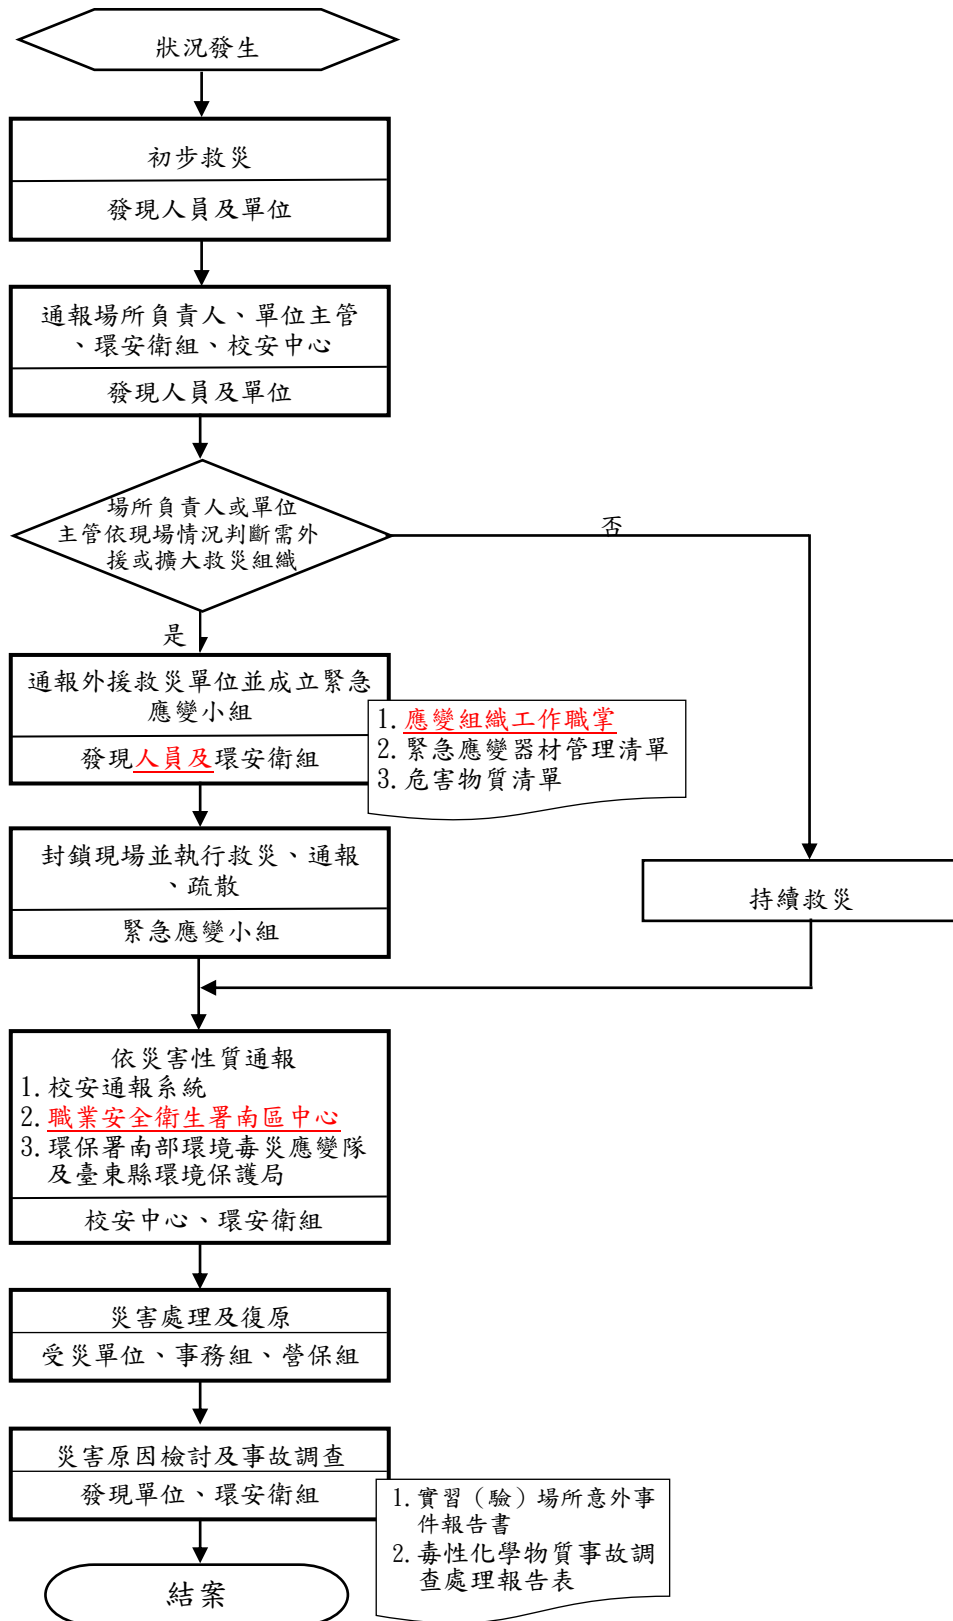 狀況發生
初步救災
發現人員及單位
通報場所負責人、單位主管
、環安衛組、校安中心
發現人員及單位
場所負責人或單位
主管依現場情況判斷需外
援或擴大救災組織
否
是
通報外援救災單位並成立緊急
應變小組
發現人員及環安衛組
1. 應變組織工作職掌
2. 緊急應變器材管理清單
3. 危害物質清單
封鎖現場並執行救災、通報
、疏散
緊急應變小組
持續救災
依災害性質通報
1. 校安通報系統
2. 職業安全衛生署南區中心
3. 環保署南部環境毒災應變隊
及臺東縣環境保護局
校安中心、環安衛組
災害處理及復原
受災單位、事務組、營保組
災害原因檢討及事故調查
發現單位、環安衛組
1. 實習（驗）場所意外事
件報告書
2. 毒性化學物質事故調
查處理報告表
結案